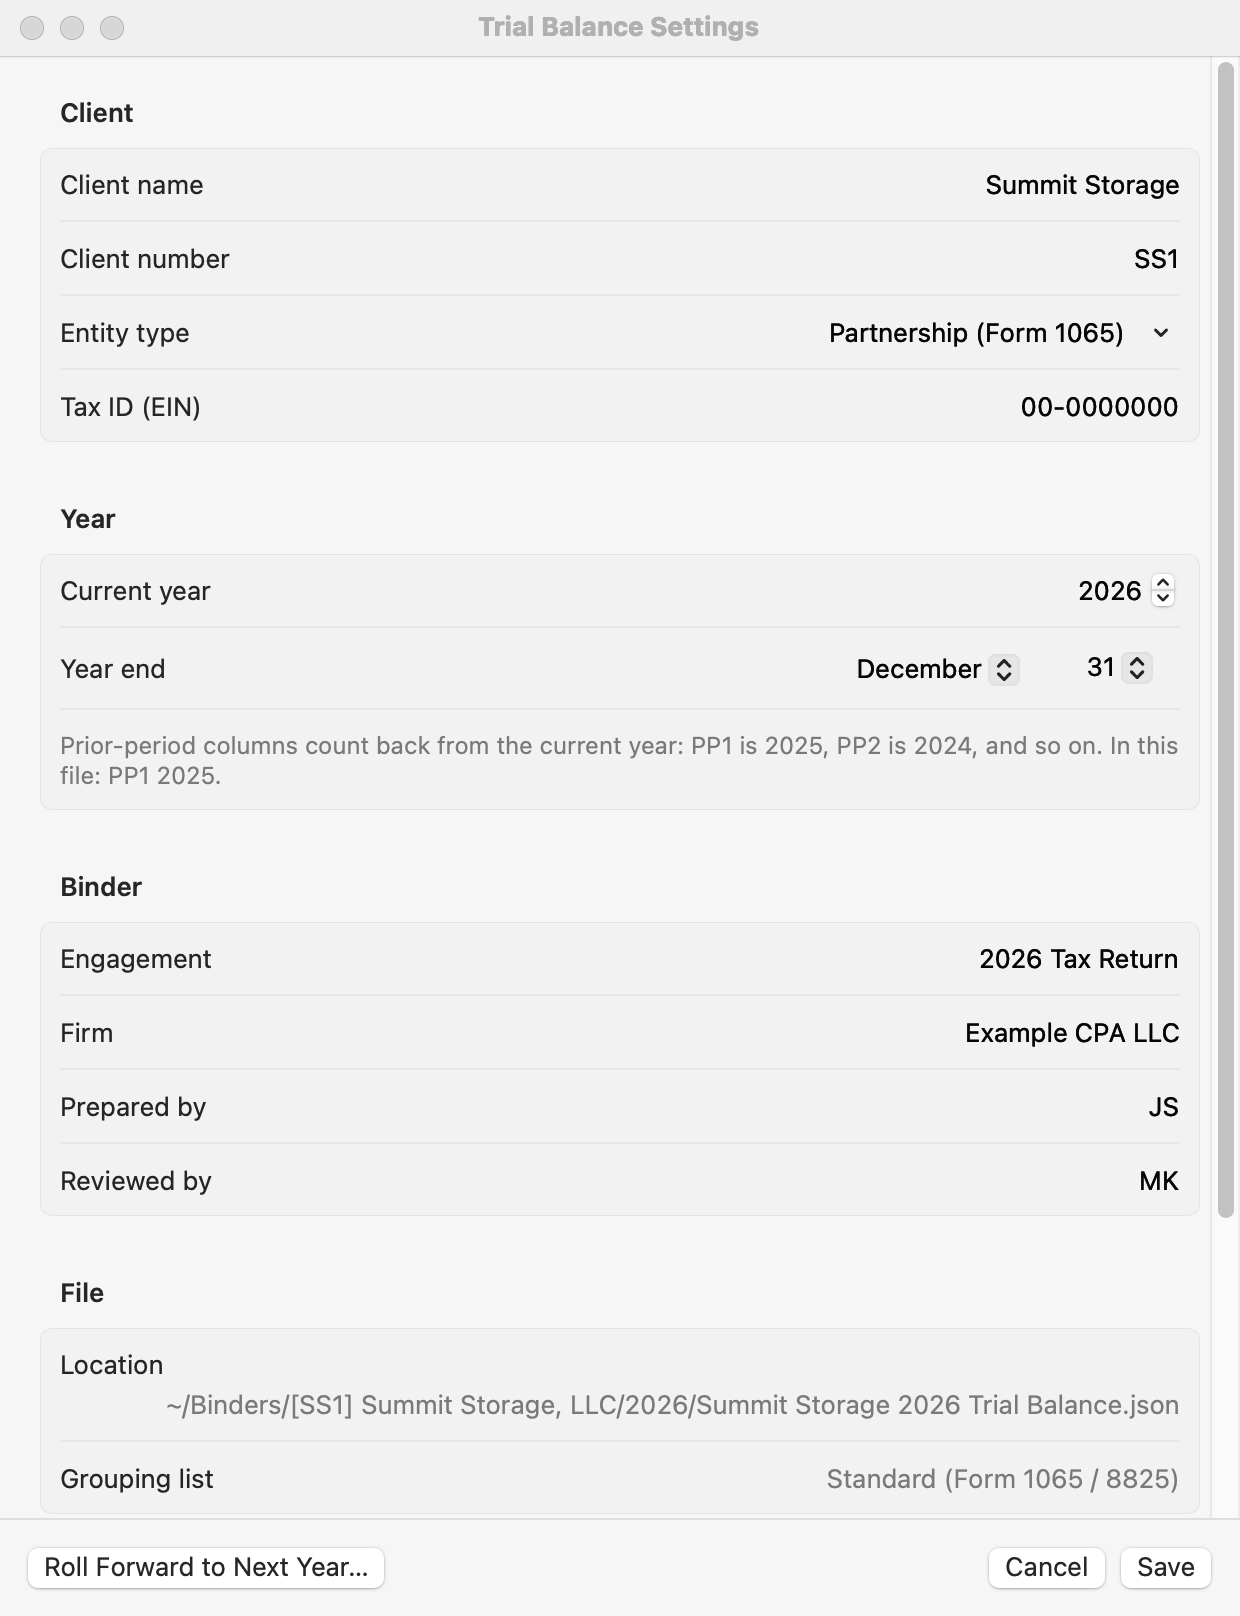 Trial Balance Settings
Client
Client name Summit Storage
Client number SS1
Entity type Partnership (Form 1065)
Tax ID (EIN) 00-0000000
Year
Current year 2026
Year end December 31
Prior-period columns count back from the current year: PP1 is 2025, PP2 is 2024, and so on. In this
file: PP1 2025.
Binder
Engagement 2026 Tax Return
Firm Example CPA LLC
Prepared by JS
Reviewed by MK
File
Location
~/Binders/[SS1] Summit Storage, LLC/2026/Summit Storage 2026 Trial Balance.json
Grouping list Standard (Form 1065 / 8825)
Roll Forward to Next Year... Cancel Save